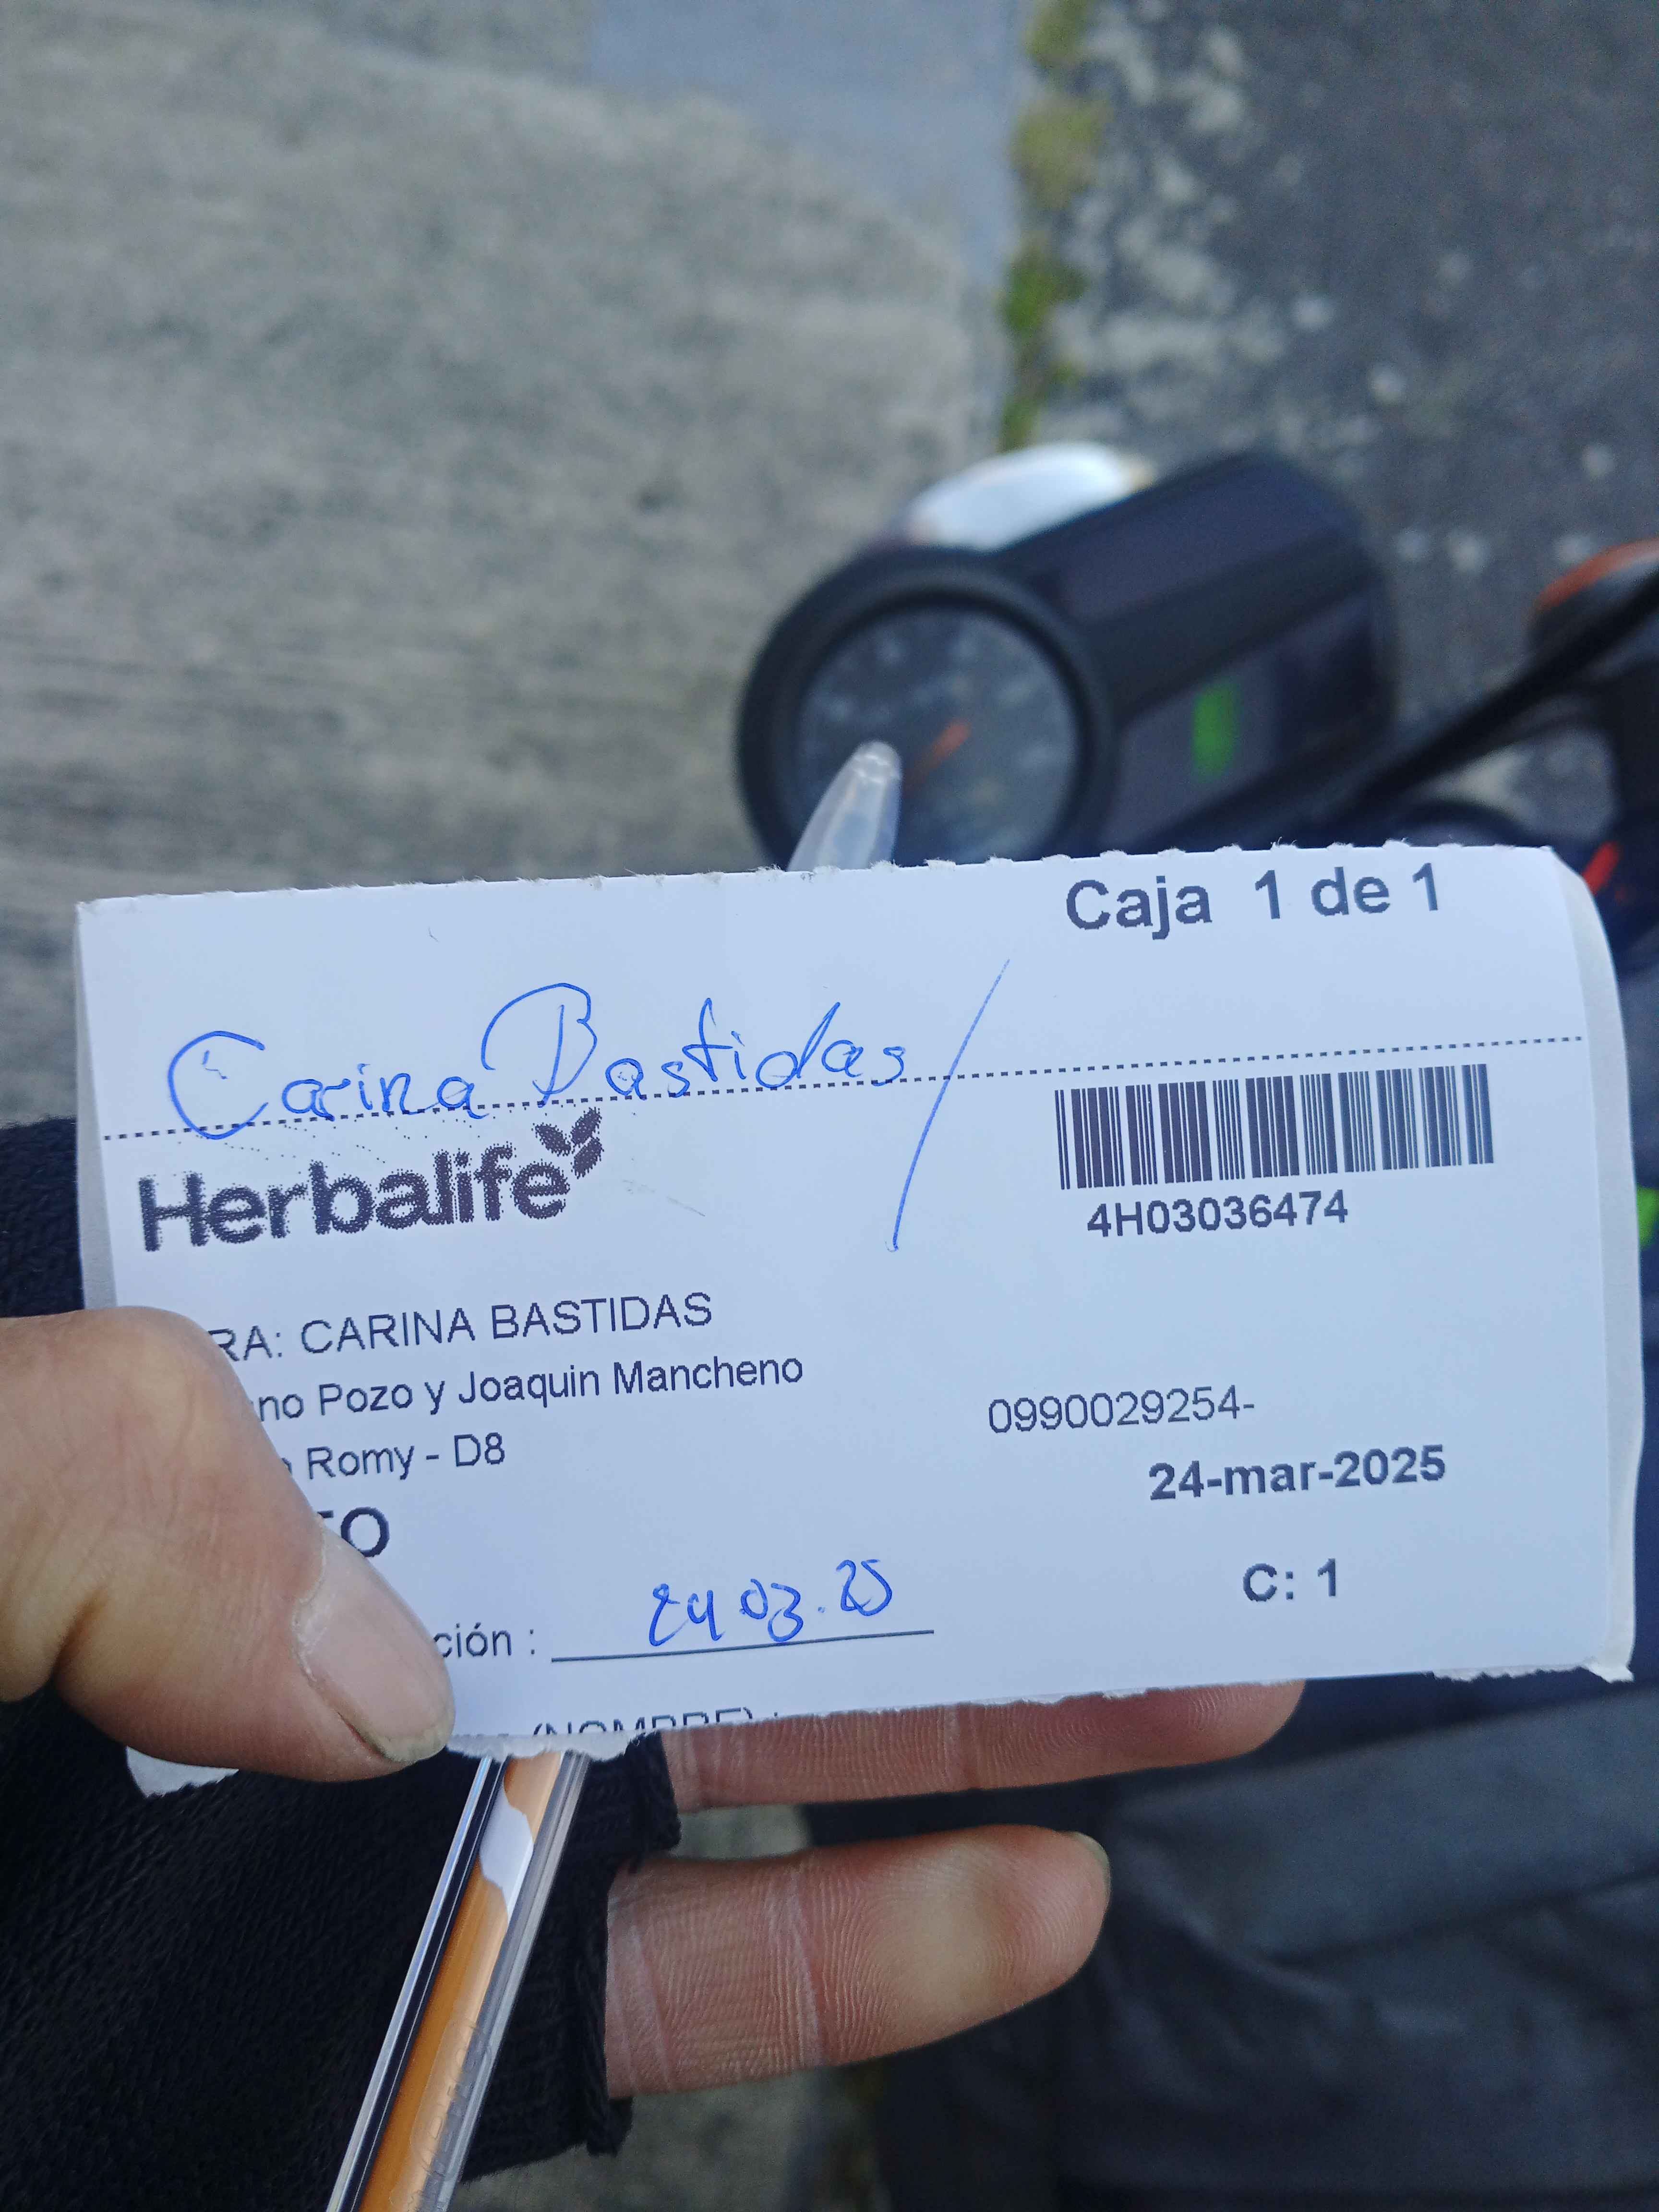 Caja 1 de 1
Carina Bastidas
Herbalife
4H03036474
RA: CARINA BASTIDAS
no Pozo y Joaquin Mancheno
0990029254-
Romy - D8
24-mar-2025
TO
C: 1
ción : 24 03.25
(NOMBRE) :